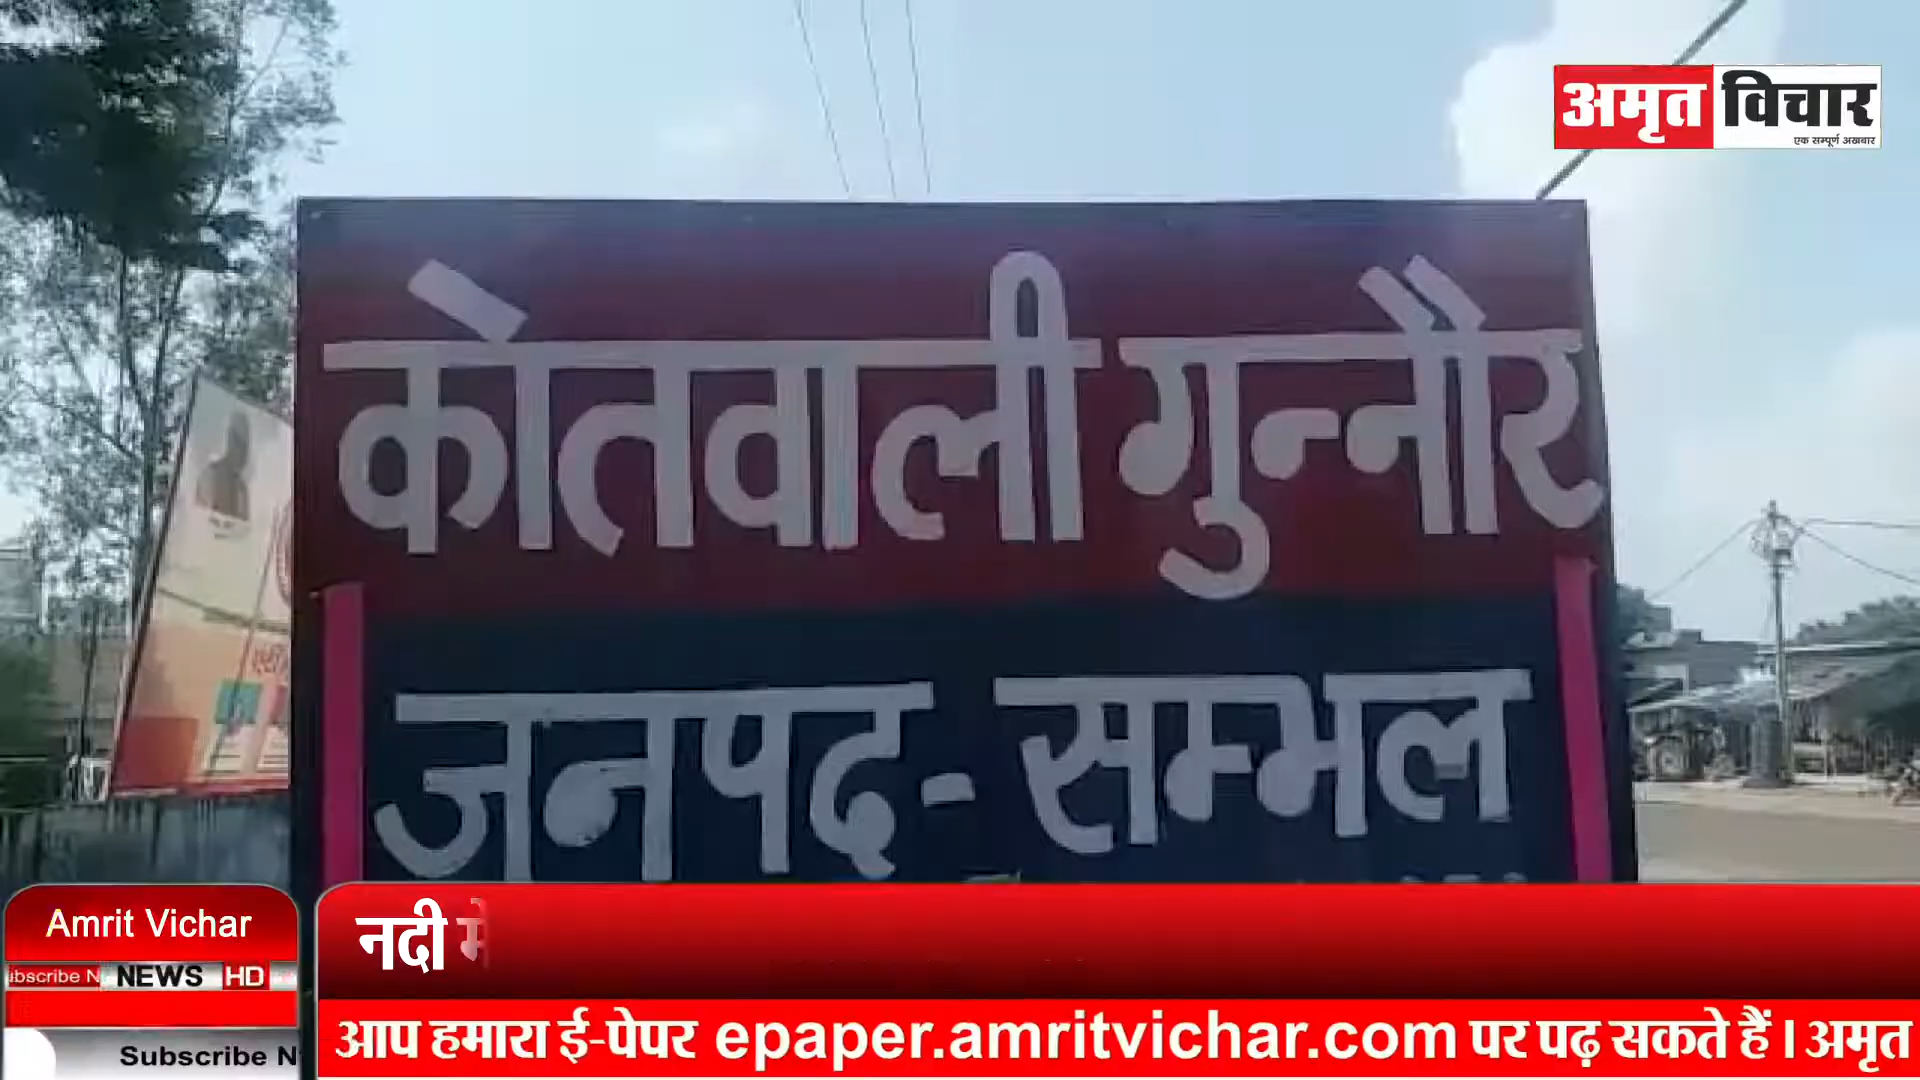 अमृत विचार
एक सम्पूर्ण अखबार
कोतवाली गुन्नौर
जनपद - सम्भल
Amrit Vichar
NEWS HD
Subscribe N
नदी में
आप हमारा ई-पेपर epaper.amritvichar.com पर पढ़ सकते हैं । अमृत